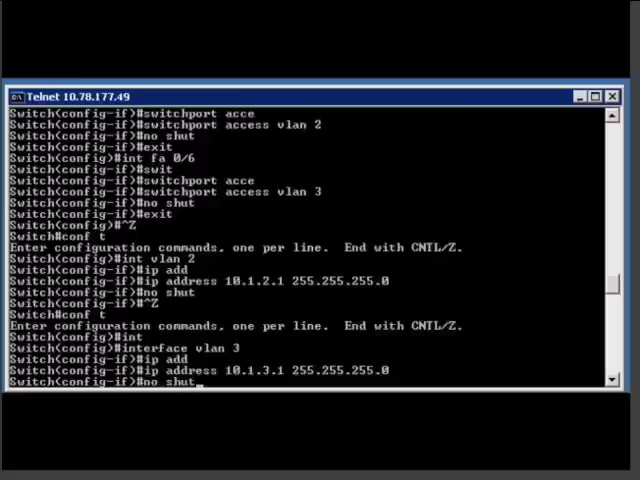 Telnet 10.78.177.49
Switch(config-if)#switchport acce
Switch(config-if)#switchport access vlan 2
Switch(config-if)#no shut
Switch(config-if)#exit
Switch(config)#int fa 0/6
Switch(config-if)#swit
Switch(config-if)#switchport acce
Switch(config-if)#switchport access vlan 3
Switch(config-if)#no shut
Switch(config-if)#exit
Switch(config)#^Z
Switch#conf t
Enter configuration commands, one per line.  End with CNTL/Z.
Switch(config)#int vlan 2
Switch(config-if)#ip add
Switch(config-if)#ip address 10.1.2.1 255.255.255.0
Switch(config-if)#no shut
Switch(config-if)#^Z
Switch#conf t
Enter configuration commands, one per line.  End with CNTL/Z.
Switch(config)#int
Switch(config)#interface vlan 3
Switch(config-if)#ip add
Switch(config-if)#ip address 10.1.3.1 255.255.255.0
Switch(config-if)#no shut